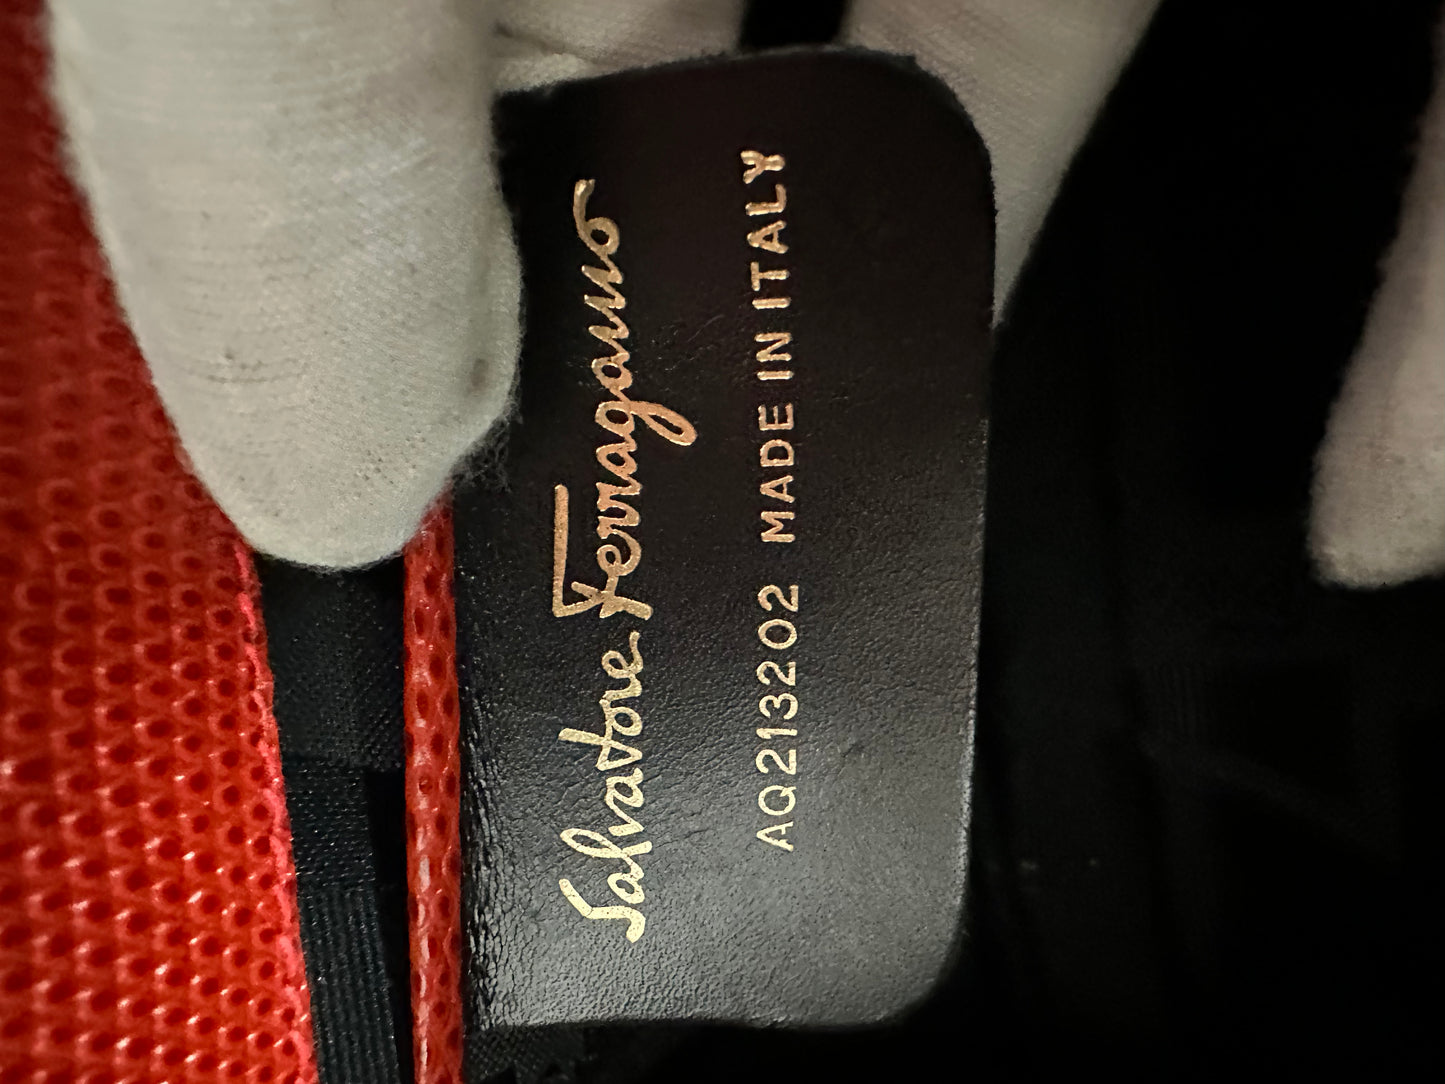 Salvatore Ferragamo
AQ213202 MADE IN ITALY